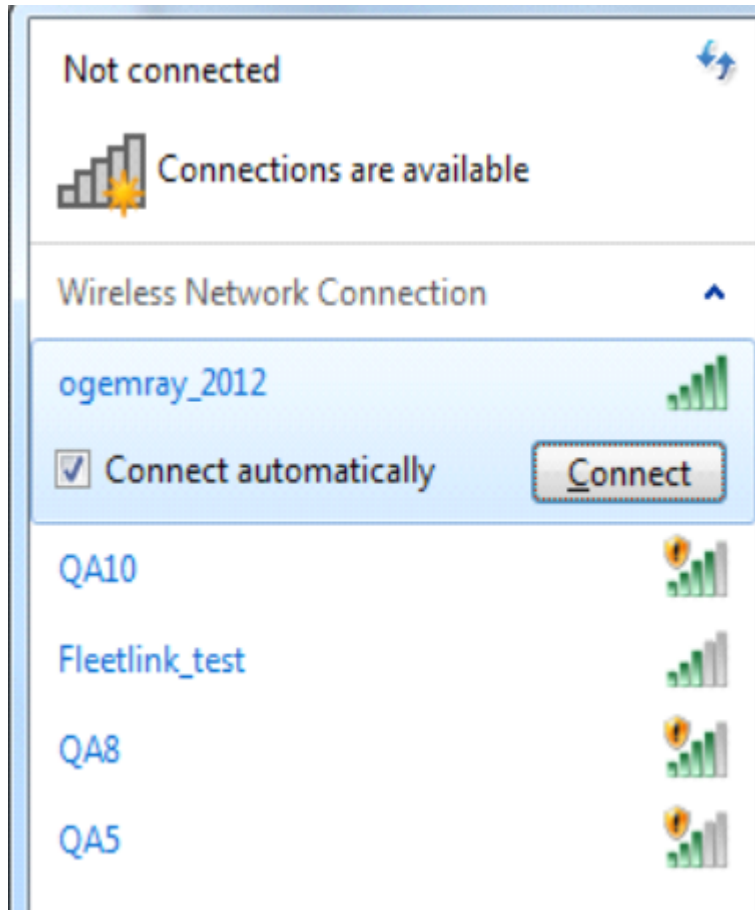 Not connected
Connections are available
Wireless Network Connection
ogemray_2012
Connect automatically
Connect
QA10
Fleetlink_test
QA8
QA5